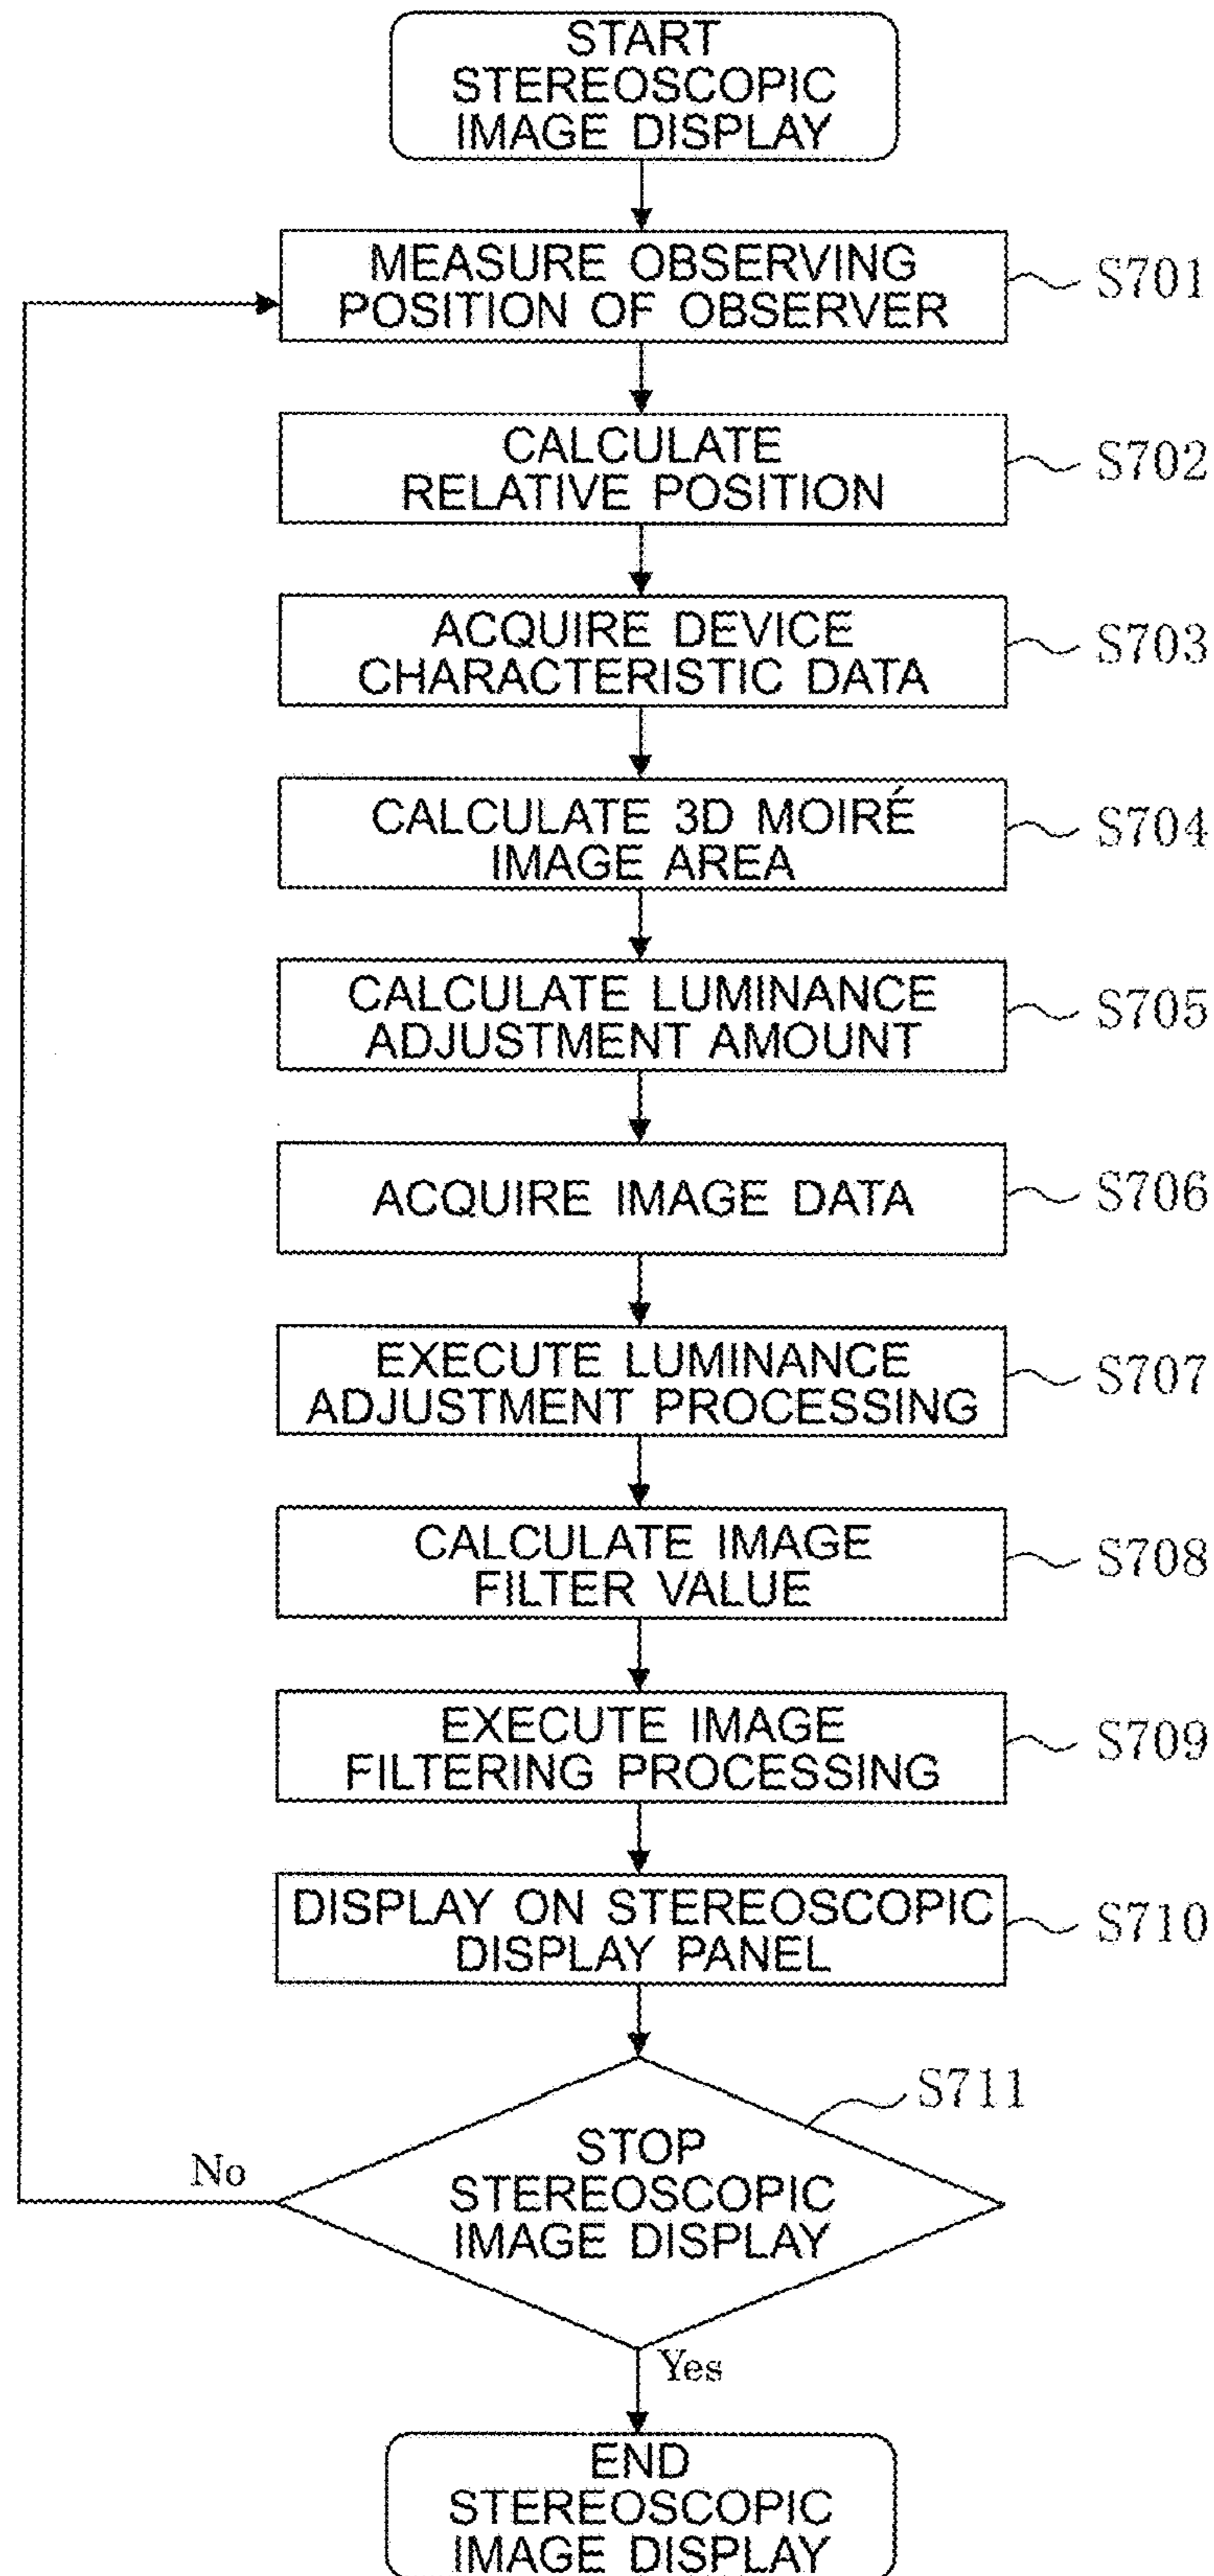 START
STEREOSCOPIC
IMAGE DISPLAY
MEASURE OBSERVING
POSITION OF OBSERVER
S701
CALCULATE
RELATIVE POSITION
S702
ACQUIRE DEVICE
CHARACTERISTIC DATA
S703
CALCULATE 3D MOIRÉ
IMAGE AREA
S704
CALCULATE LUMINANCE
ADJUSTMENT AMOUNT
S705
ACQUIRE IMAGE DATA
S706
EXECUTE LUMINANCE
ADJUSTMENT PROCESSING
S707
CALCULATE IMAGE
FILTER VALUE
S708
EXECUTE IMAGE
FILTERING PROCESSING
S709
DISPLAY ON STEREOSCOPIC
DISPLAY PANEL
S710
S711
STOP
STEREOSCOPIC
IMAGE DISPLAY
No
Yes
END
STEREOSCOPIC
IMAGE DISPLAY